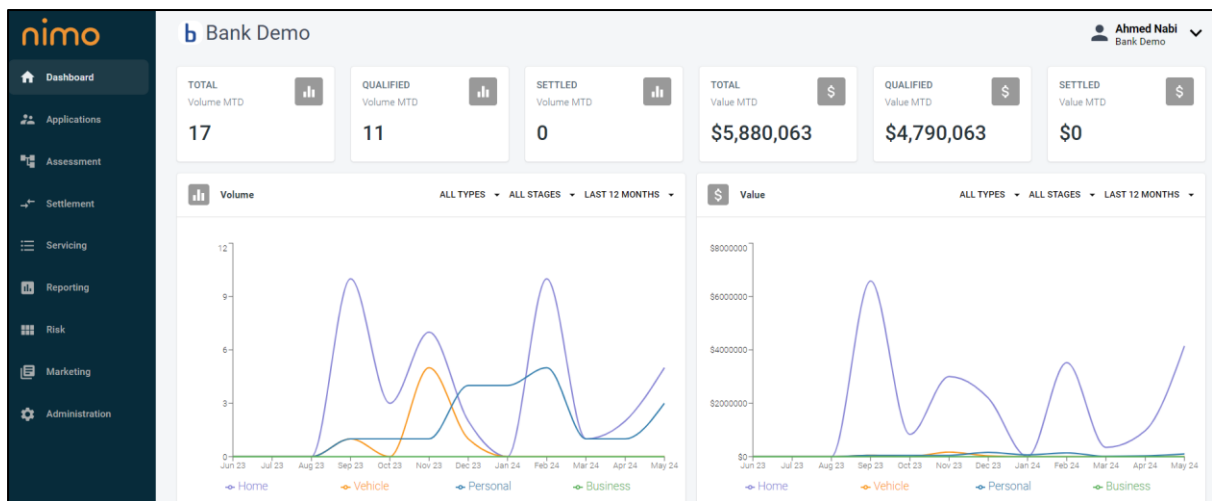 nimo
Dashboard
Applications
Assessment
Settlement
Servicing
Reporting
Risk
Marketing
Administration
b Bank Demo
Ahmed Nabi
Bank Demo
TOTAL
Volume MTD
17
QUALIFIED
Volume MTD
11
SETTLED
Volume MTD
0
TOTAL
Value MTD
$
$5,880,063
QUALIFIED
Value MTD
$
$4,790,063
SETTLED
Value MTD
$
$0
Volume
ALL TYPES ALL STAGES LAST 12 MONTHS
12
9
6
3
0
Jun 23 Jul 23 Aug 23 Sep 23 Oct 23 Nov 23 Dec 23 Jan 24 Feb 24 Mar 24 Apr 24 May 24
Home Vehicle Personal Business
$ Value
ALL TYPES ALL STAGES LAST 12 MONTHS
$8000000
$6000000
$4000000
$2000000
$0
Jun 23 Jul 23 Aug 23 Sep 23 Oct 23 Nov 23 Dec 23 Jan 24 Feb 24 Mar 24 Apr 24 May 24
Home Vehicle Personal Business